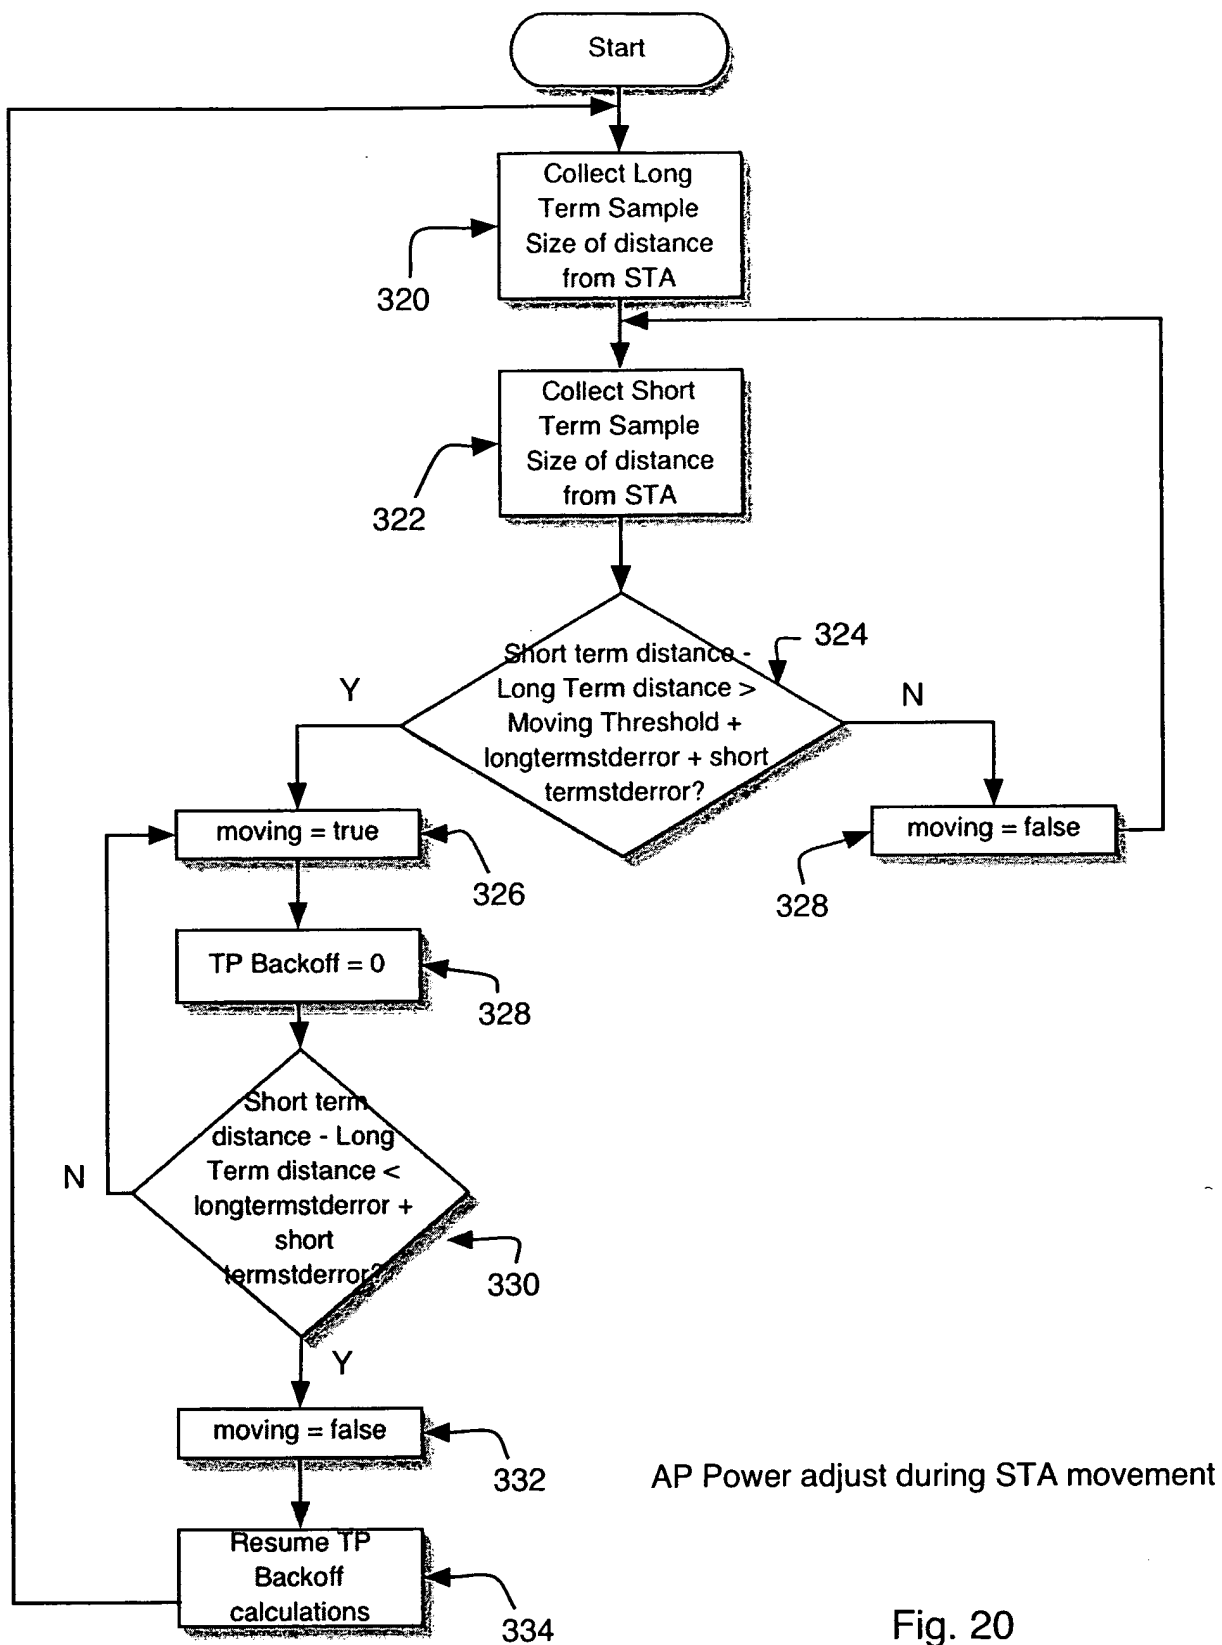 Start
Collect Long
Term Sample
Size of distance
from STA
320
Collect Short
Term Sample
Size of distance
from STA
322
324
Short term distance -
Long Term distance >
Moving Threshold +
longtermstderror + short
termstderror?
Y
N
moving = true
326
moving = false
328
TP Backoff = 0
328
Short term
distance - Long
Term distance <
longtermstderror +
short
termstderror?
N
330
Y
moving = false
332
AP Power adjust during STA movement
Resume TP
Backoff
calculations
334
Fig. 20